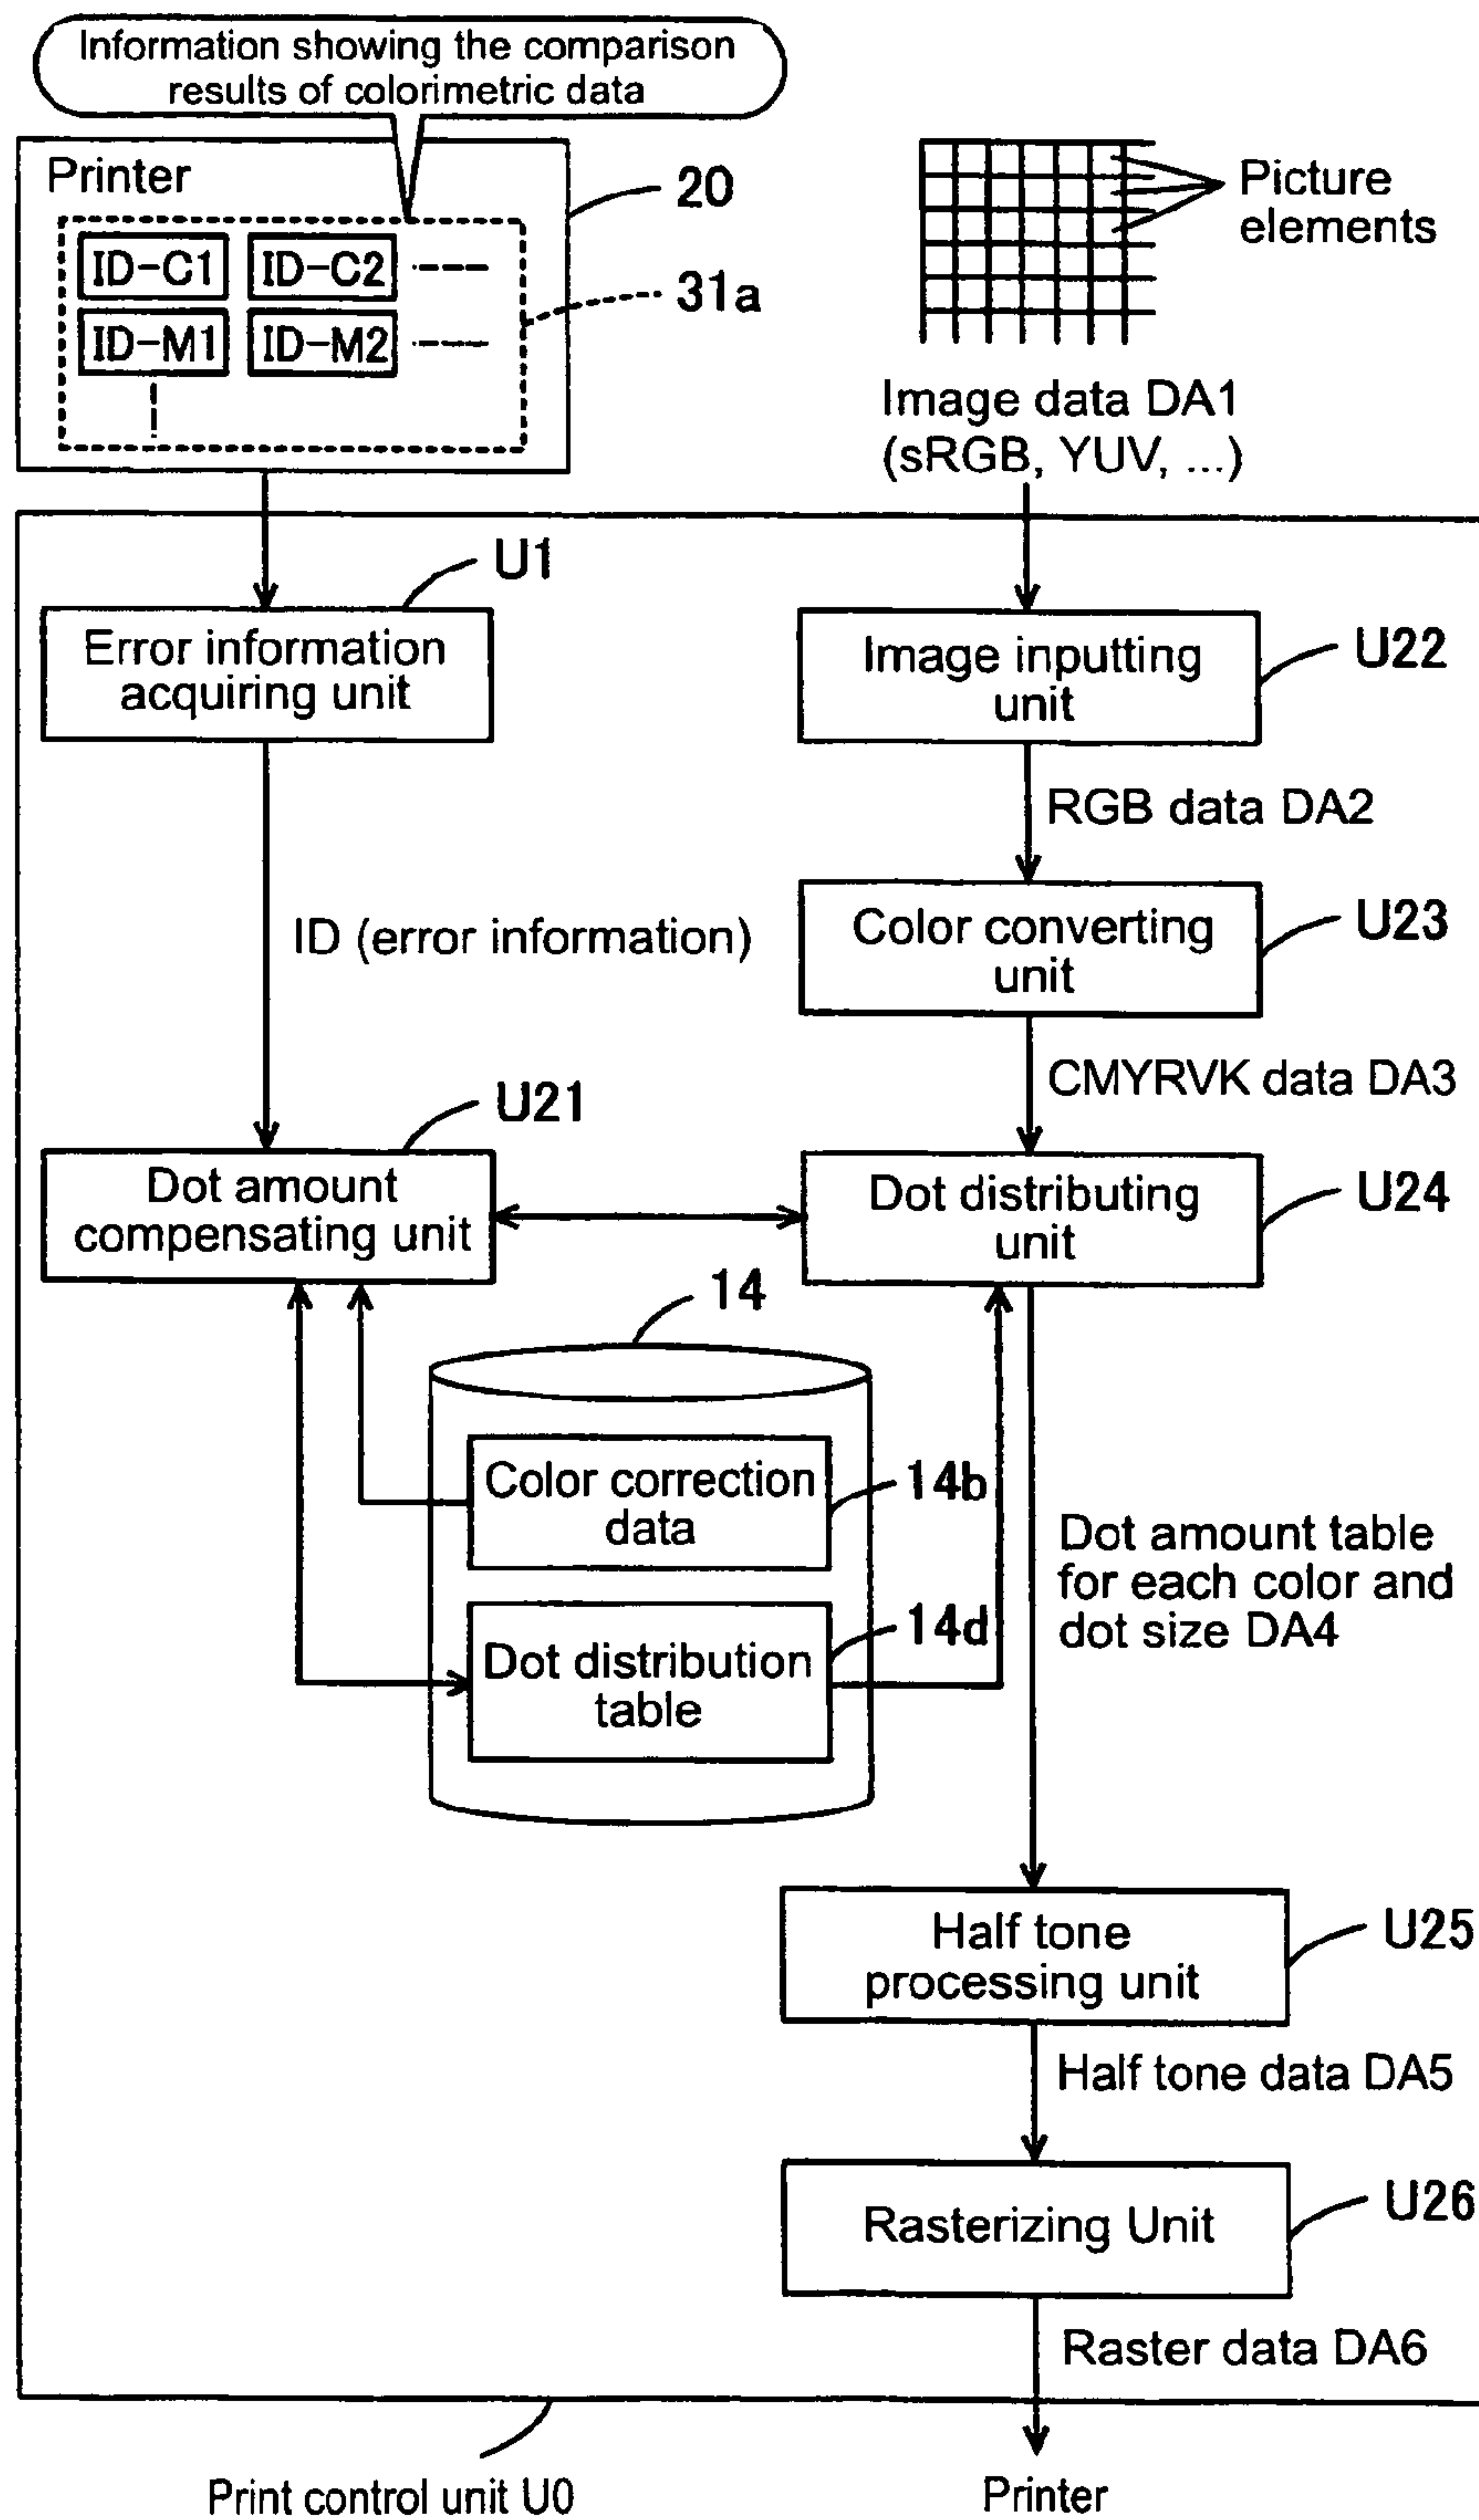 Information showing the comparison
results of colorimetric data
Printer
20
ID-C1
ID-C2
31a
ID-M1
ID-M2
Picture
elements
Image data DA1
(sRGB, YUV, ...)
U1
Error information
acquiring unit
Image inputting
unit
U22
RGB data DA2
ID (error information)
Color converting
unit
U23
CMYRVK data DA3
U21
Dot amount
compensating unit
Dot distributing
unit
U24
14
Color correction
data
14b
Dot distribution
table
14d
Dot amount table
for each color and
dot size DA4
Half tone
processing unit
U25
Half tone data DA5
Rasterizing Unit
U26
Raster data DA6
Print control unit U0
Printer